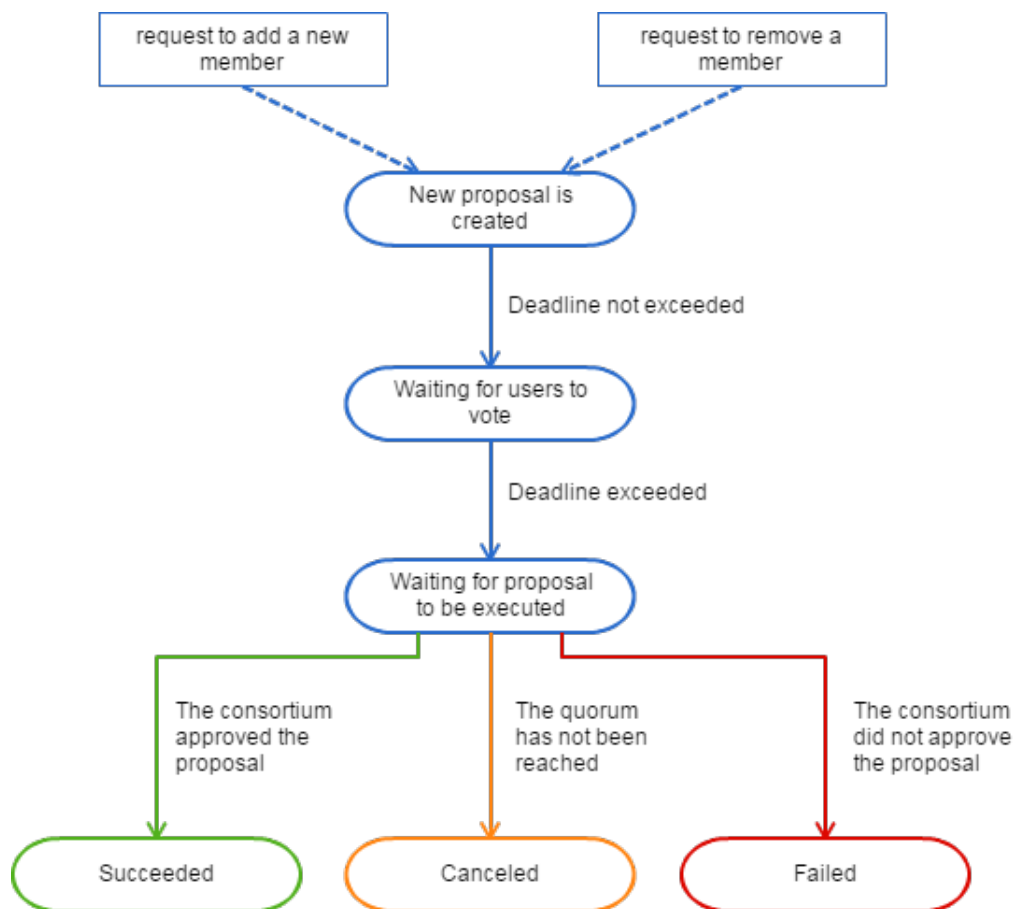 request to add a new
member
request to remove a
member
New proposal is
created
Deadline not exceeded
Waiting for users to
vote
Deadline exceeded
Waiting for proposal
to be executed
The consortium
approved the
proposal
The quorum
has not been
reached
The consortium
did not approve
the proposal
Succeeded
Canceled
Failed